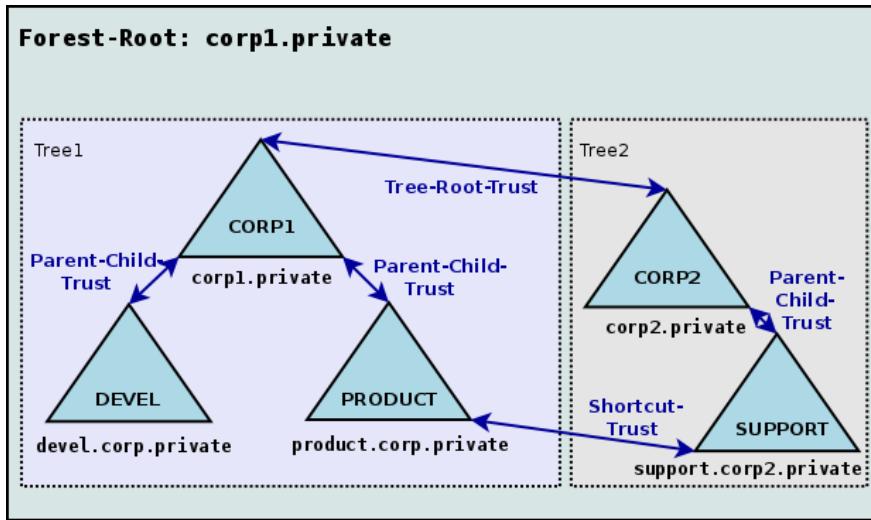 Forest-Root: corp1.private
Tree1
Tree2
Tree-Root-Trust
CORP1
corp1.private
Parent-Child-
Trust
Parent-Child-
Trust
CORP2
corp2.private
Parent-
Child-
Trust
DEVEL
devel.corp.private
PRODUCT
product.corp.private
Shortcut-
Trust
SUPPORT
support.corp2.private